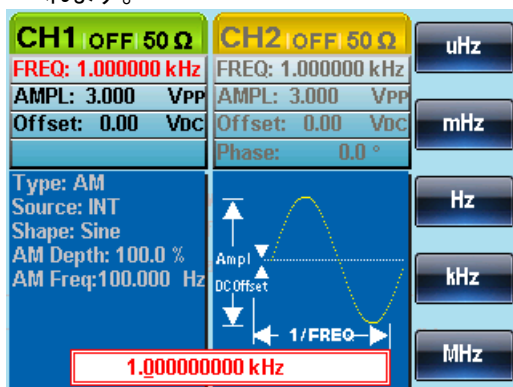 CH1 OFF 50 Ω
FREQ: 1.000000 kHz
AMPL: 3.000 VPP
Offset: 0.00 VDC
CH2 OFF 50 Ω
FREQ: 1.000000 kHz
AMPL: 3.000 VPP
Offset: 0.00 VDC
Phase: 0.0 °
Type: AM
Source: INT
Shape: Sine
AM Depth: 100.0 %
AM Freq:100.000 Hz
Ampl
DC Offset
1/FREQ
1.000000000 kHz
uHz
mHz
Hz
kHz
MHz